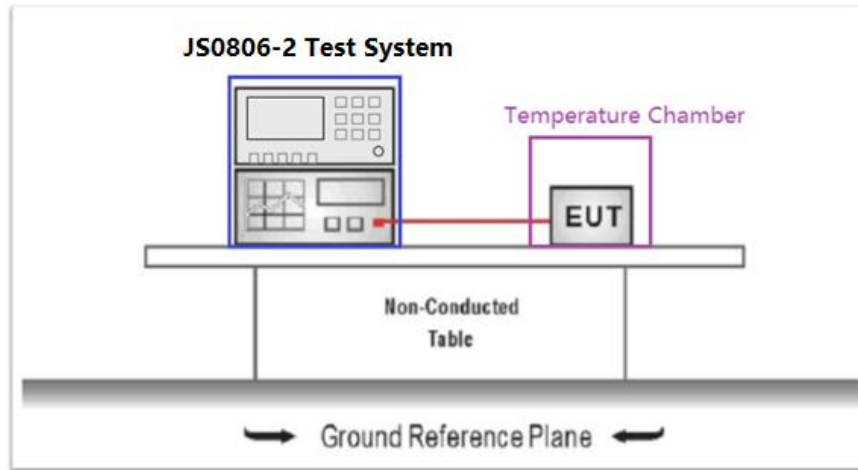 JS0806-2 Test System
Temperature Chamber
EUT
Non-Conducted
Table
Ground Reference Plane